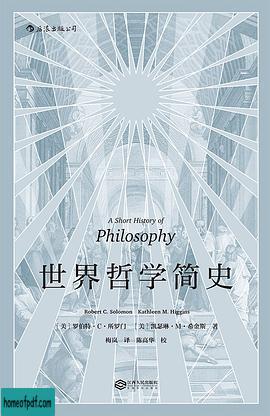 后浪出版公司
A Short History of
Philosophy
世界哲学简史
Robert C. Solomon Kathleen M. Higgins
[美] 罗伯特·C·所罗门 [美] 凯瑟琳·M·希金斯 著
梅岚 译 陈高华 校
江西人民出版社
homeofpdf.com